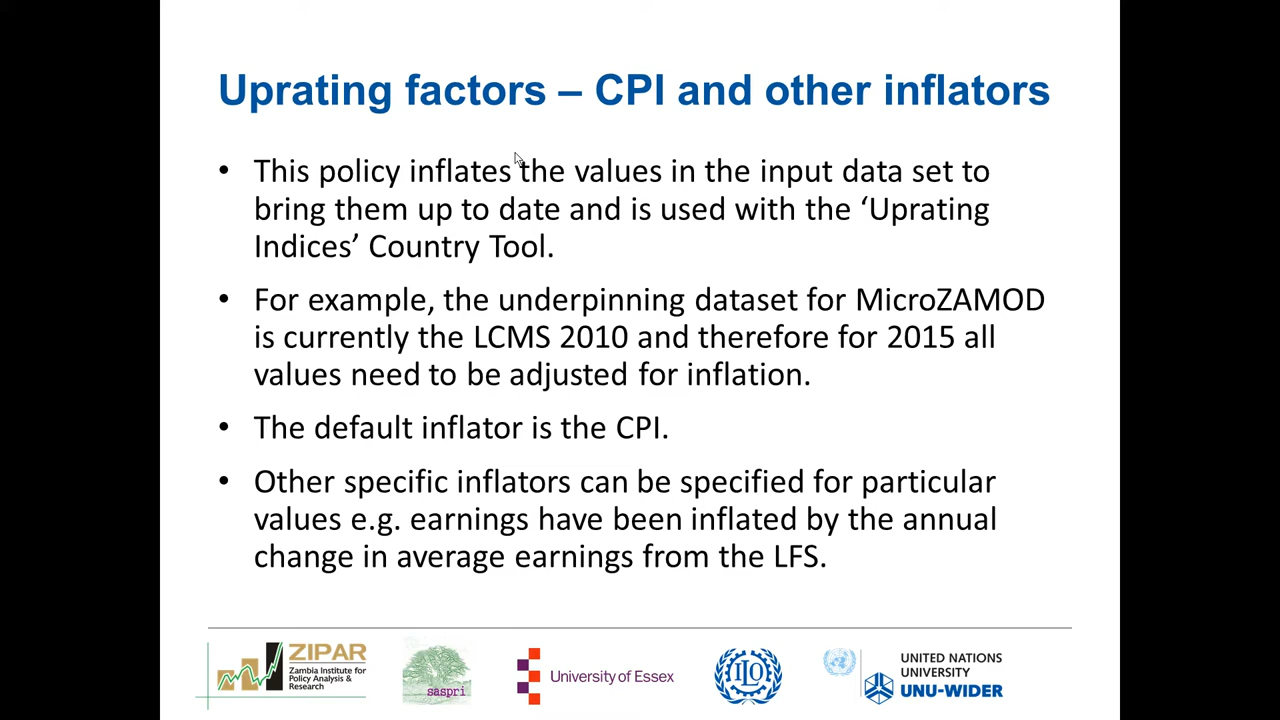 Uprating factors – CPI and other inflators
• This policy inflates the values in the input data set to
bring them up to date and is used with the ‘Uprating
Indices’ Country Tool.
• For example, the underpinning dataset for MicroZAMOD
is currently the LCMS 2010 and therefore for 2015 all
values need to be adjusted for inflation.
• The default inflator is the CPI.
• Other specific inflators can be specified for particular
values e.g. earnings have been inflated by the annual
change in average earnings from the LFS.
ZIPAR
Zambia Institute for
Policy Analysis &
Research
saspri
University of Essex
ILO
UNITED NATIONS
UNIVERSITY
UNU-WIDER